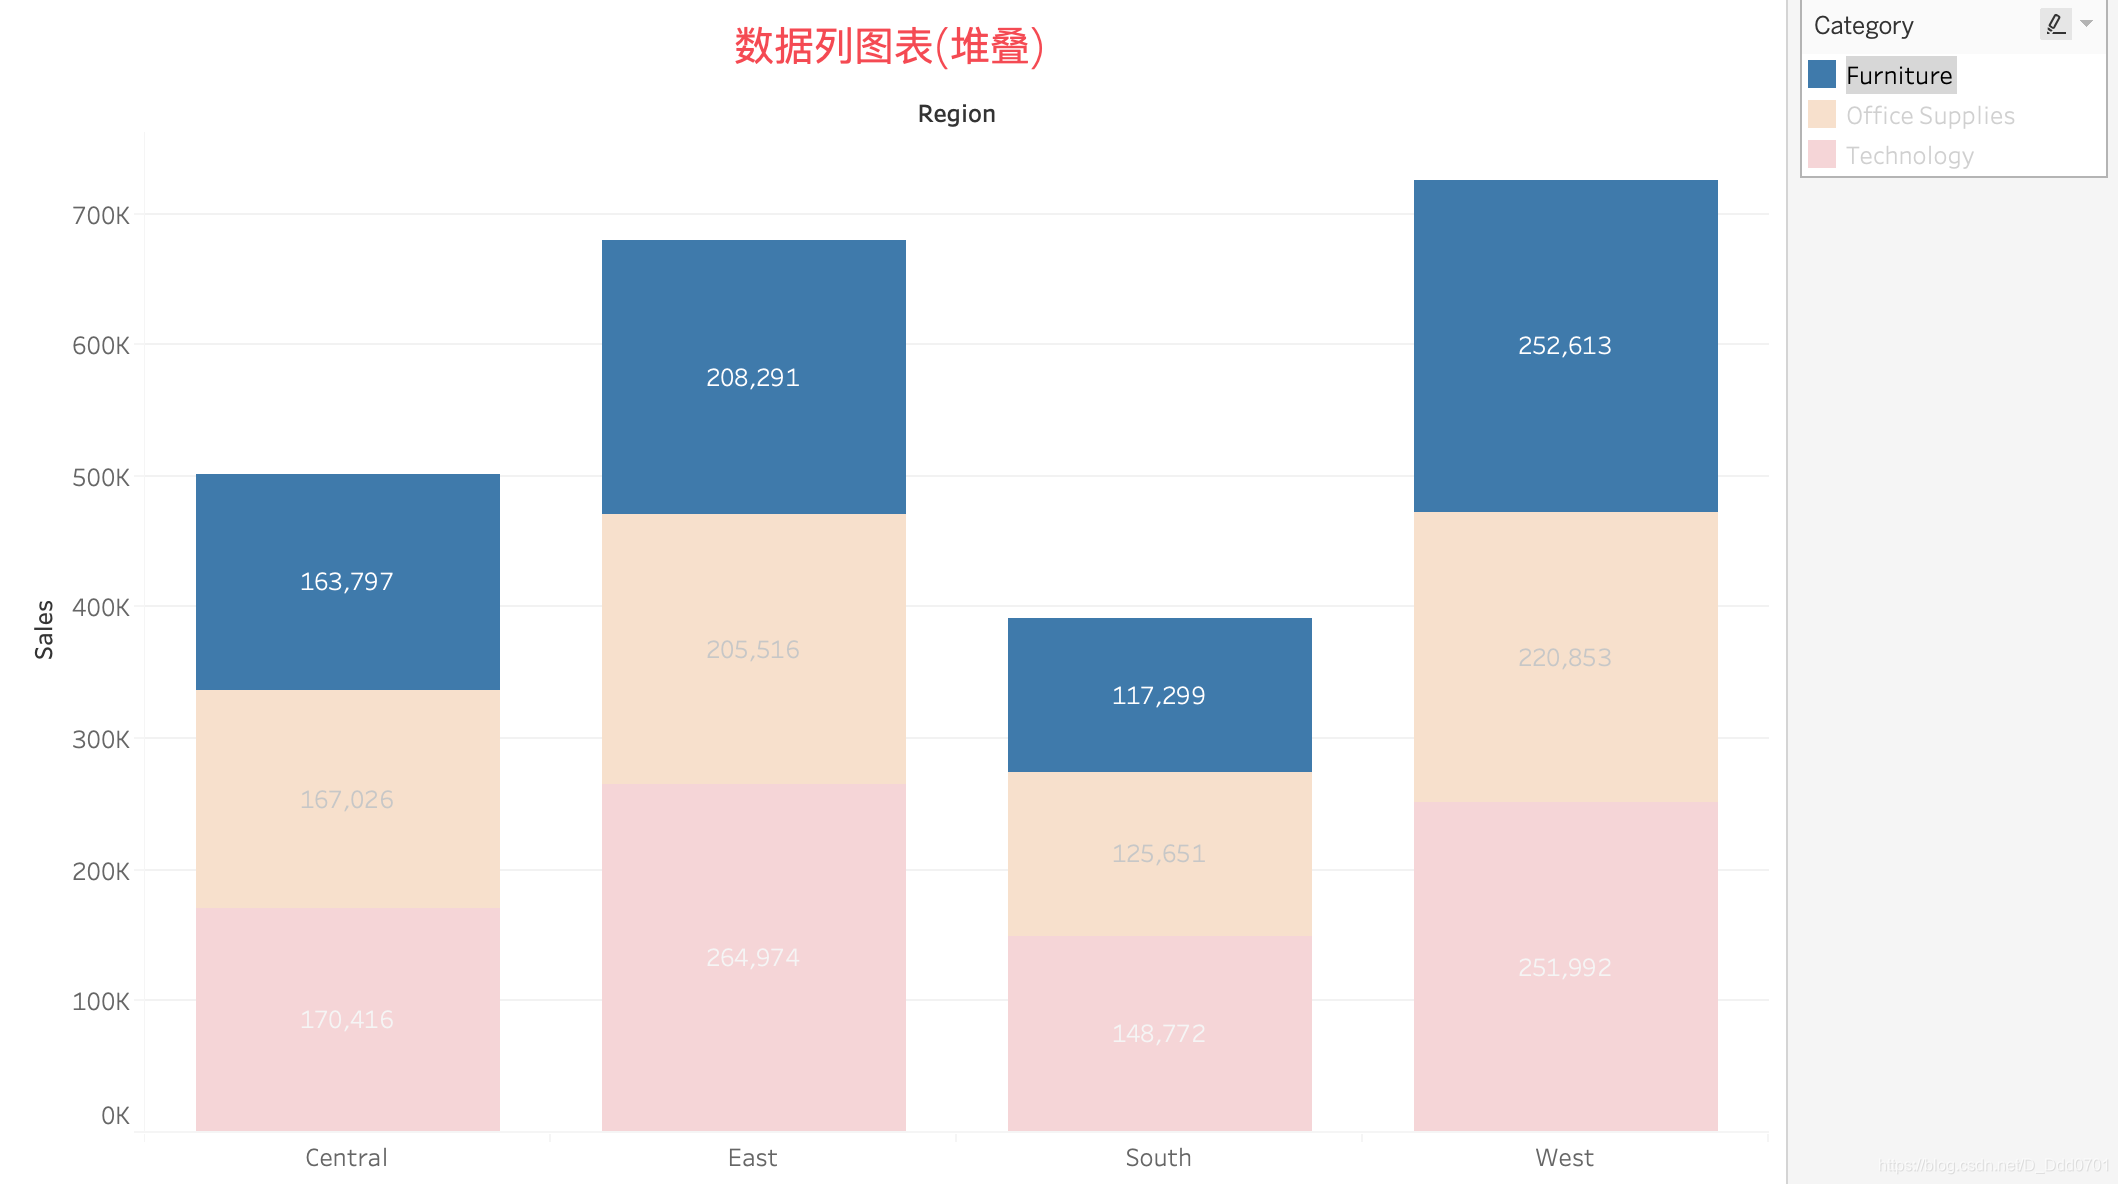 数据列图表(堆叠)
Region
Category
Furniture
Office Supplies
Technology
Sales
700K
600K
500K
400K
300K
200K
100K
0K
163,797
167,026
170,416
208,291
205,516
264,974
117,299
125,651
148,772
252,613
220,853
251,992
Central
East
South
West
https://blog.csdn.net/D_Ddd0701